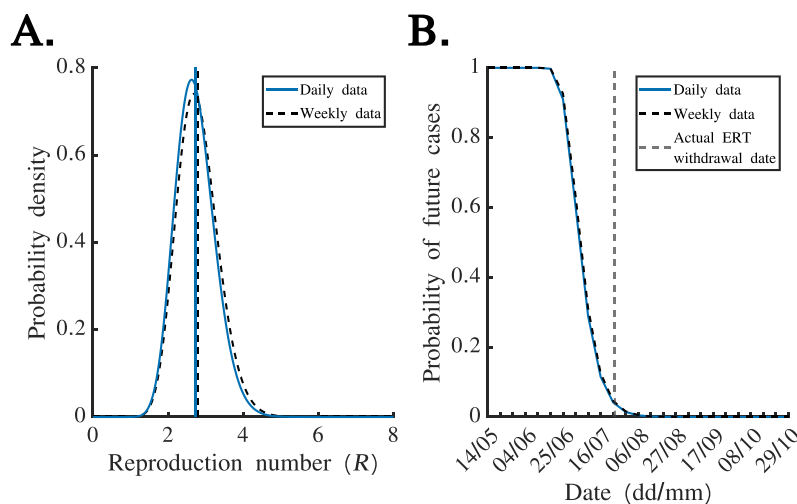 A.
0.8
0.6
0.4
0.2
0
Probability density
Daily data
Weekly data
0 2 4 6 8
Reproduction number (R)
B.
1
0.8
0.6
0.4
0.2
0
Probability of future cases
Daily data
Weekly data
Actual ERT
withdrawal date
14/05 04/06 25/06 16/07 06/08 27/08 17/09 08/10 29/10
Date (dd/mm)